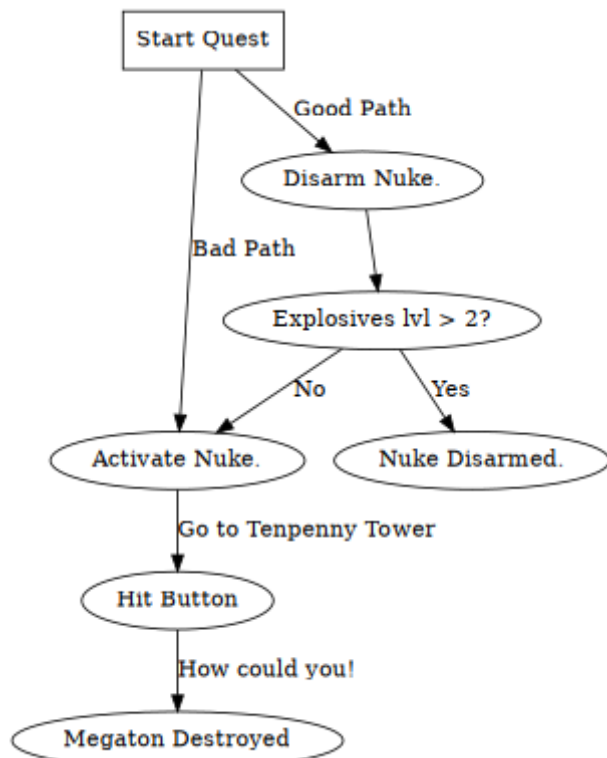 Start Quest
Good Path
Disarm Nuke.
Bad Path
Explosives lvl > 2?
No
Yes
Activate Nuke.
Nuke Disarmed.
Go to Tenpenny Tower
Hit Button
How could you!
Megaton Destroyed